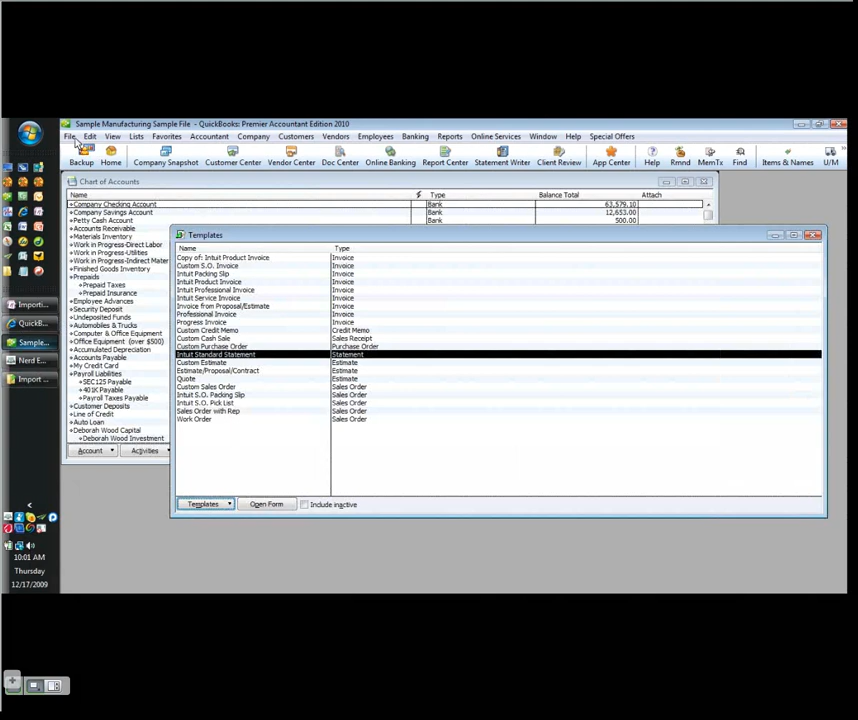 Sample Manufacturing Sample File - QuickBooks: Premier Accountant Edition 2010
File Edit View Lists Favorites Accountant Company Customers Vendors Employees Banking Reports Online Services Window Help Special Offers
Backup Home Company Snapshot Customer Center Vendor Center Doc Center Online Banking Report Center Statement Writer Client Review App Center Help Rmnd MemTx Find Items & Names U/M
Chart of Accounts
Name Type Balance Total Attach
Company Checking Account Bank 63,579.10
Company Savings Account Bank 12,653.00
Petty Cash Account Bank 500.00
Accounts Receivable
Materials Inventory
Work in Progress-Direct Labor
Work in Progress-Utilities
Work in Progress-Indirect Mater
Finished Goods Inventory
Prepaids
Prepaid Taxes
Prepaid Insurance
Employee Advances
Security Deposit
Undeposited Funds
Automobiles & Trucks
Computer & Office Equipment
Office Equipment (over $500)
Accumulated Depreciation
Accounts Payable
My Credit Card
Payroll Liabilities
SEC125 Payable
401K Payable
Payroll Taxes Payable
Customer Deposits
Line of Credit
Auto Loan
Deborah Wood Capital
Deborah Wood Investment
Account Activities
Templates
Name Type
Copy of: Intuit Product Invoice Invoice
Custom S.O. Invoice Invoice
Intuit Packing Slip Invoice
Intuit Product Invoice Invoice
Intuit Professional Invoice Invoice
Intuit Service Invoice Invoice
Invoice from Proposal/Estimate Invoice
Professional Invoice Invoice
Progress Invoice Invoice
Custom Credit Memo Credit Memo
Custom Cash Sale Sales Receipt
Custom Purchase Order Purchase Order
Intuit Standard Statement Statement
Custom Estimate Estimate
Estimate/Proposal/Contract Estimate
Quote Estimate
Custom Sales Order Sales Order
Intuit S.O. Packing Slip Sales Order
Intuit S.O. Pick List Sales Order
Sales Order with Rep Sales Order
Work Order Sales Order
Templates Open Form Include inactive
Importi...
QuickB...
Sample...
Nerd E...
Import ...
10:01 AM
Thursday
12/17/2009